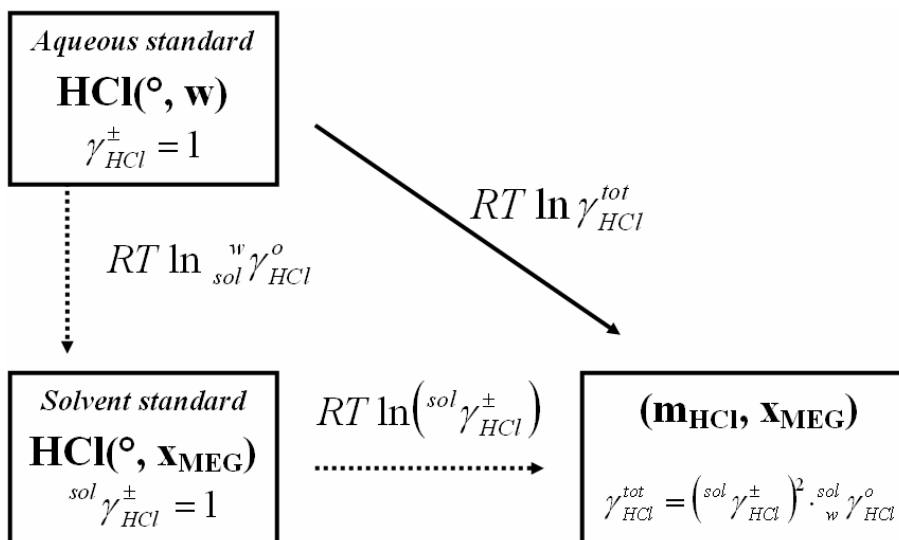 Aqueous standard
HCl(°, w)
γ±HCl = 1
RT ln γtotHCl
RT ln wsolγoHCl
Solvent standard
HCl(°, xMEG)
solγ±HCl = 1
RT ln(solγ±HCl)
(mHCl, xMEG)
γtotHCl = (solγ±HCl)2 · solwγoHCl